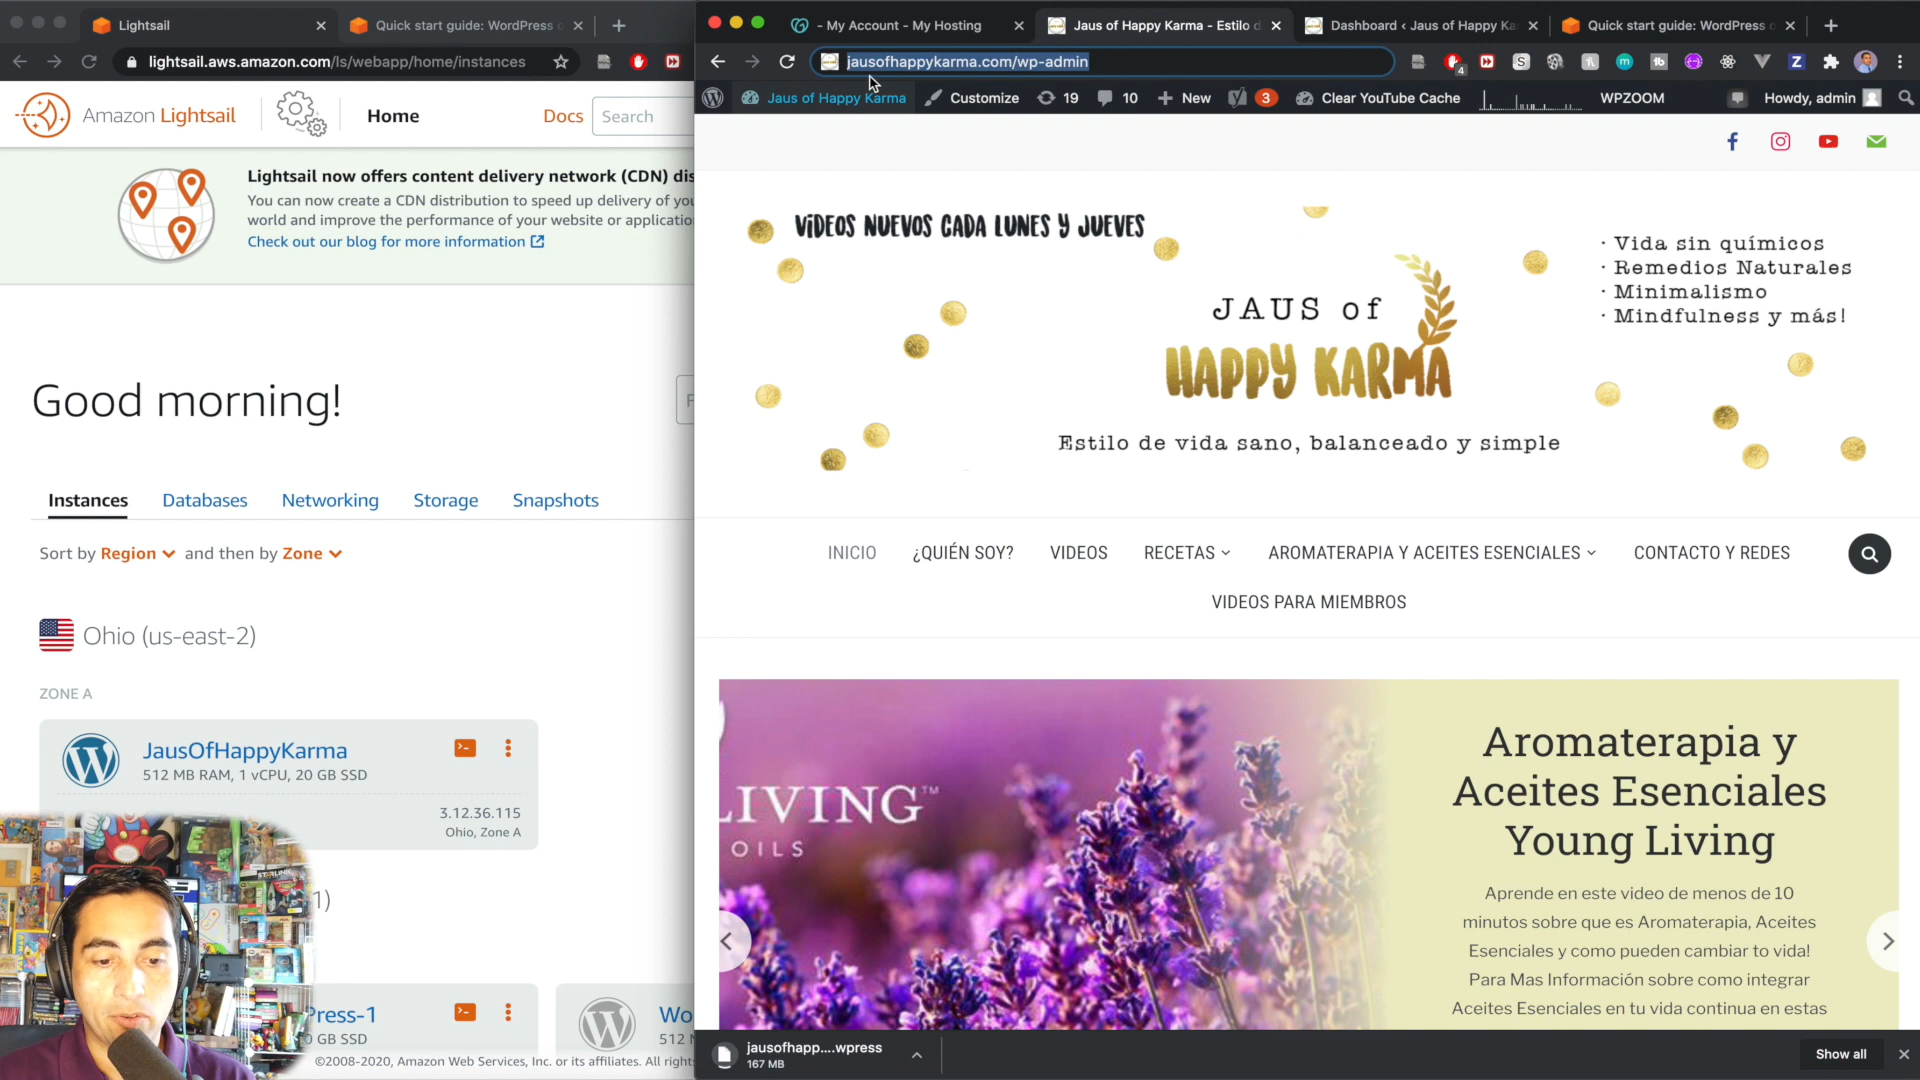 Lightsail
Quick start guide: WordPress o
lightsail.aws.amazon.com/ls/webapp/home/instances
Amazon Lightsail
Home
Docs
Search
Lightsail now offers content delivery network (CDN) dis
You can now create a CDN distribution to speed up delivery of you
world and improve the performance of your website or applicatio
Check out our blog for more information
Good morning!
Instances
Databases
Networking
Storage
Snapshots
Sort by Region and then by Zone
Ohio (us-east-2)
ZONE A
JausOfHappyKarma
512 MB RAM, 1 vCPU, 20 GB SSD
3.12.36.115
Ohio, Zone A
1)
Press-1
0 GB SSD
Wo
512 M
©2008-2020, Amazon Web Services, Inc. or its affiliates. All righ
- My Account - My Hosting
Jaus of Happy Karma - Estilo d
Dashboard ‹ Jaus of Happy Ka
Quick start guide: WordPress o
jausofhappykarma.com/wp-admin
4
Jaus of Happy Karma
Customize
19
10
New
3
Clear YouTube Cache
WPZOOM
Howdy, admin
VíDEOS NUEVOS CADA LUNES Y JUEVES
· Vida sin químicos
· Remedios Naturales
· Minimalismo
· Mindfulness y más!
JAUS of
HAPPY KARMA
Estilo de vida sano, balanceado y simple
INICIO
¿QUIÉN SOY?
VIDEOS
RECETAS
AROMATERAPIA Y ACEITES ESENCIALES
CONTACTO Y REDES
VIDEOS PARA MIEMBROS
LIVING™
OILS
Aromaterapia y
Aceites Esenciales
Young Living
Aprende en este video de menos de 10
minutos sobre que es Aromaterapia, Aceites
Esenciales y como pueden cambiar tu vida!
Para Mas Información sobre como integrar
Aceites Esenciales en tu vida continua en estas
jausofhapp....wpress
167 MB
Show all